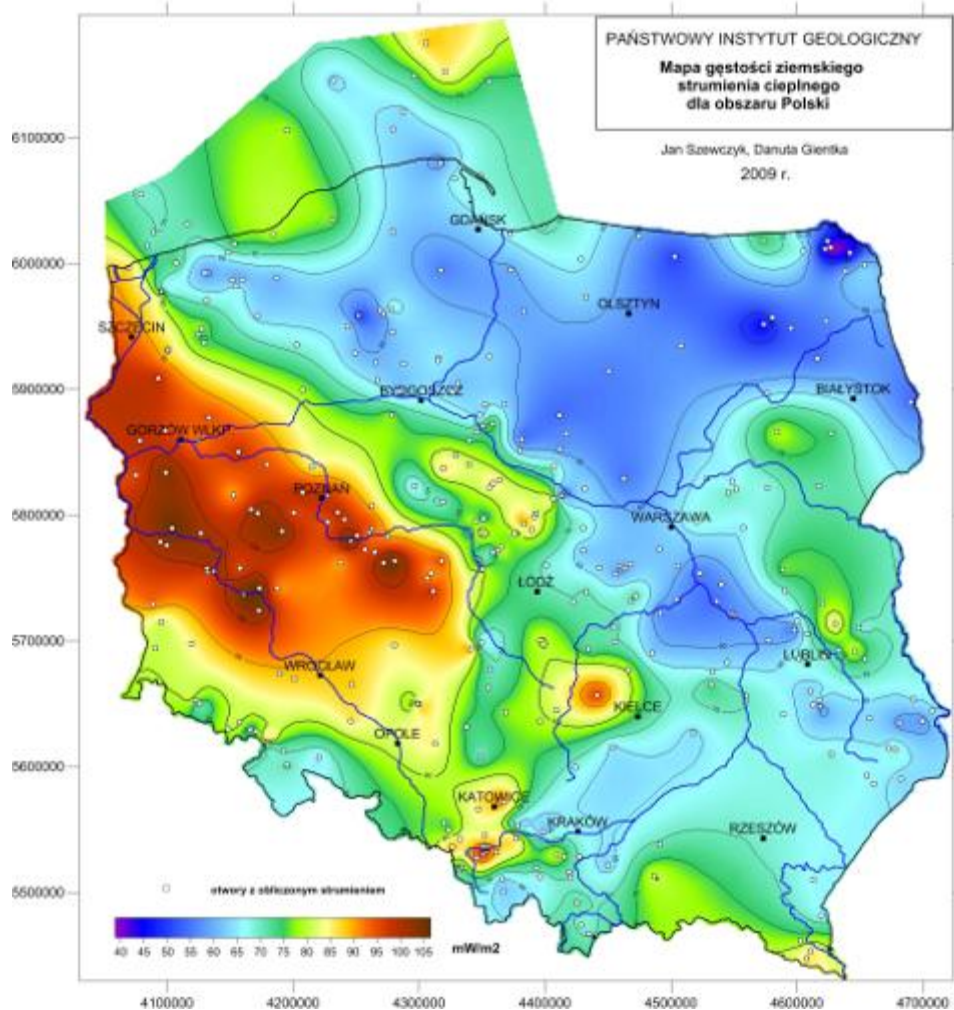 PAŃSTWOWY INSTYTUT GEOLOGICZNY
Mapa gęstości ziemskiego
strumienia cieplnego
dla obszaru Polski
Jan Szewczyk, Danuta Gientka
2009 r.
6100000
GDAŃSK
6000000
OLSZTYN
SZCZECIN
5900000
BYDGOSZCZ
BIAŁYSTOK
GORZÓW WLKP
POZNAŃ
5800000
WARSZAWA
ŁÓDŹ
5700000
LUBLIN
WROCŁAW
KIELCE
OPOLE
5600000
KATOWICE
KRAKÓW
RZESZÓW
5500000
otwory z obliczonym strumieniem
40 45 50 55 60 65 70 75 80 85 90 95 100 105
mW/m2
4100000 4200000 4300000 4400000 4500000 4600000 4700000